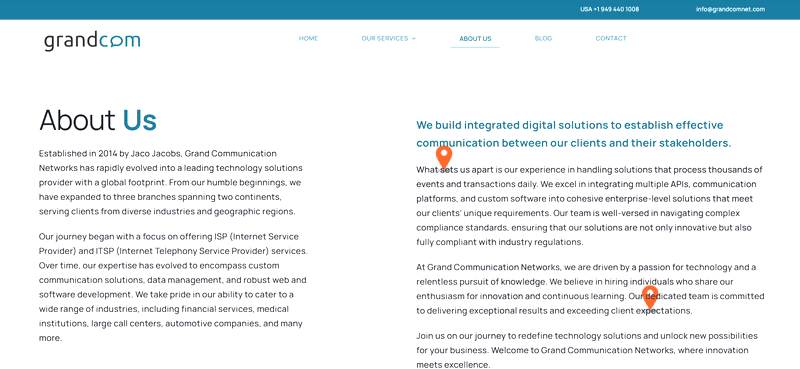 USA +1 949 440 1008
info@grandcomnet.com
grandcom
HOME
OUR SERVICES
ABOUT US
BLOG
CONTACT
About Us
Established in 2014 by Jaco Jacobs, Grand Communication
Networks has rapidly evolved into a leading technology solutions
provider with a global footprint. From our humble beginnings, we
have expanded to three branches spanning two continents,
serving clients from diverse industries and geographic regions.
Our journey began with a focus on offering ISP (Internet Service
Provider) and ITSP (Internet Telephony Service Provider) services.
Over time, our expertise has evolved to encompass custom
communication solutions, data management, and robust web and
software development. We take pride in our ability to cater to a
wide range of industries, including financial services, medical
institutions, large call centers, automotive companies, and many
more.
We build integrated digital solutions to establish effective
communication between our clients and their stakeholders.
What sets us apart is our experience in handling solutions that process thousands of
events and transactions daily. We excel in integrating multiple APIs, communication
platforms, and custom software into cohesive enterprise-level solutions that meet
our clients' unique requirements. Our team is well-versed in navigating complex
compliance standards, ensuring that our solutions are not only innovative but also
fully compliant with industry regulations.
At Grand Communication Networks, we are driven by a passion for technology and a
relentless pursuit of knowledge. We believe in hiring individuals who share our
enthusiasm for innovation and continuous learning. Our dedicated team is committed
to delivering exceptional results and exceeding client expectations.
Join us on our journey to redefine technology solutions and unlock new possibilities
for your business. Welcome to Grand Communication Networks, where innovation
meets excellence.